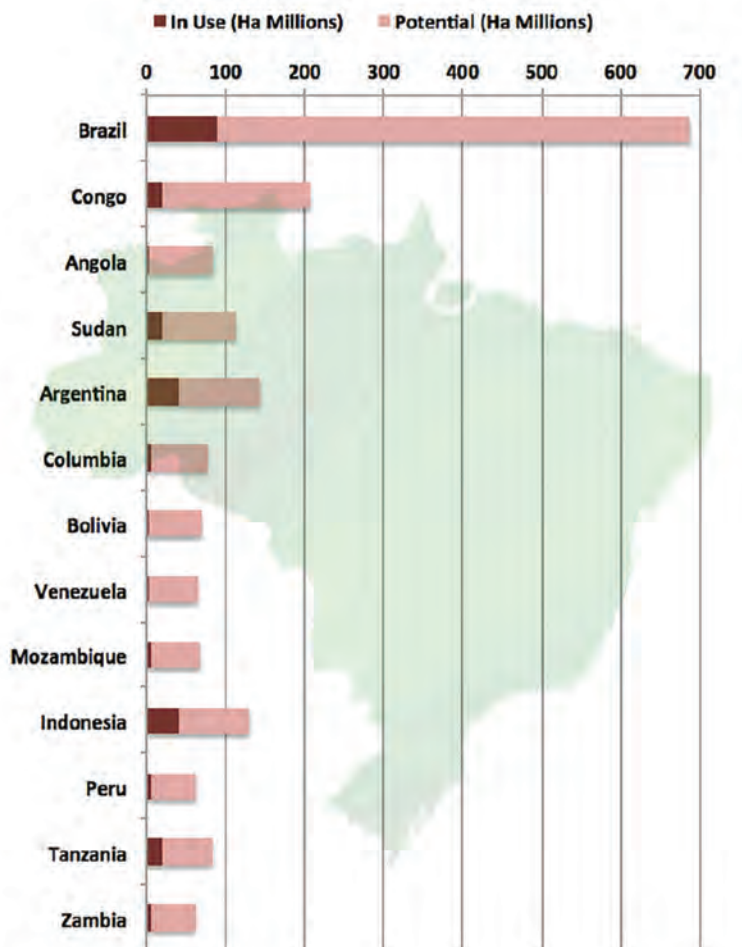 In Use (Ha Millions) Potential (Ha Millions)
0 100 200 300 400 500 600 700
Brazil
Congo
Angola
Sudan
Argentina
Columbia
Bolivia
Venezuela
Mozambique
Indonesia
Peru
Tanzania
Zambia